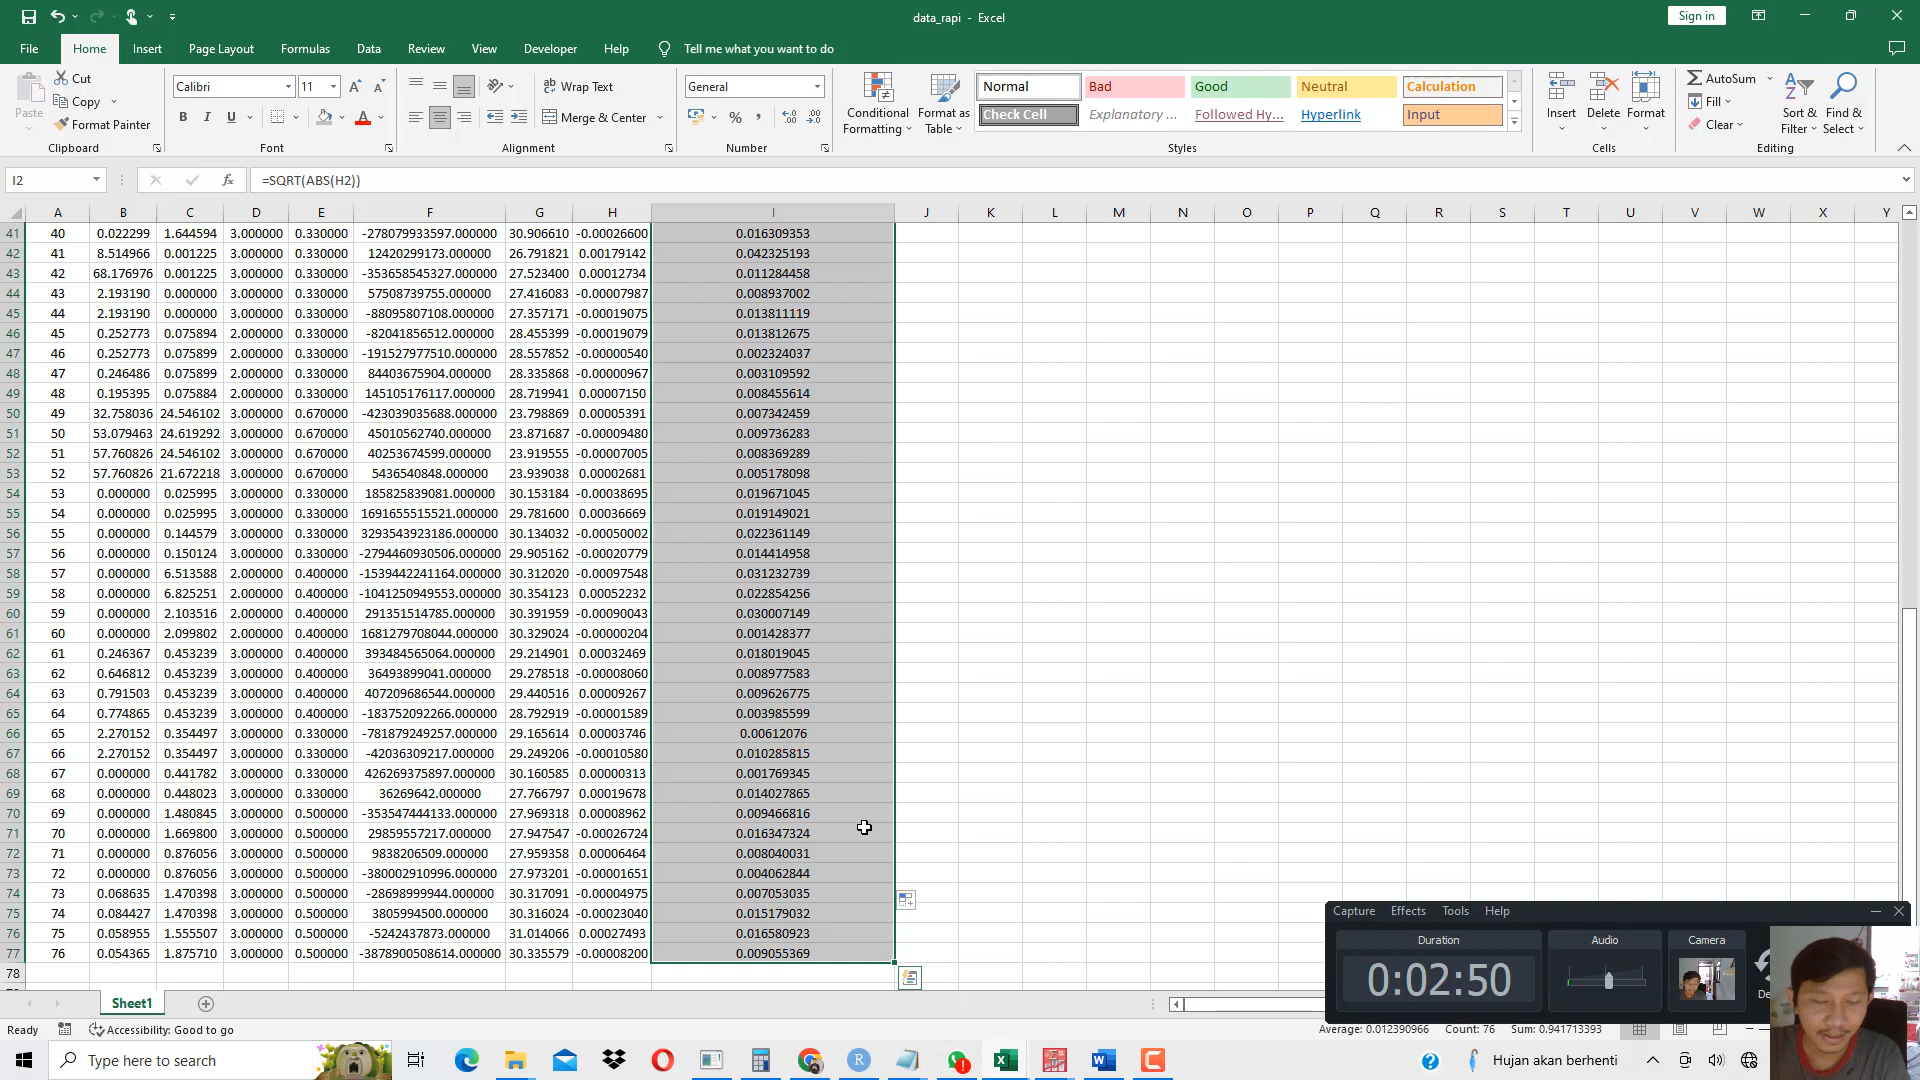 data_rapi - Excel
Sign in
File Home Insert Page Layout Formulas Data Review View Developer Help Tell me what you want to do
Paste Cut Copy Format Painter Clipboard
Calibri 11 B I U A A A Font
Wrap Text Merge & Center Alignment
General % , Number
Conditional Formatting Format as Table
Normal Bad Good Neutral Calculation
Check Cell Explanatory ... Followed Hy... Hyperlink Input
Styles
Insert Delete Format Cells
AutoSum Fill Clear Sort & Filter Find & Select Editing
I2 fx =SQRT(ABS(H2))
A B C D E F G H I J K L M N O P Q R S T U V W X Y
41 40 0.022299 1.644594 3.000000 0.330000 -278079933597.000000 30.906610 -0.00026600 0.016309353
42 41 8.514966 0.001225 3.000000 0.330000 12420299173.000000 26.791821 0.00179142 0.042325193
43 42 68.176976 0.001225 3.000000 0.330000 -353658545327.000000 27.523400 0.00012734 0.011284458
44 43 2.193190 0.000000 3.000000 0.330000 57508739755.000000 27.416083 -0.00007987 0.008937002
45 44 2.193190 0.000000 3.000000 0.330000 -88095807108.000000 27.357171 -0.00019075 0.013811119
46 45 0.252773 0.075894 2.000000 0.330000 -82041856512.000000 28.455399 -0.00019079 0.013812675
47 46 0.252773 0.075899 2.000000 0.330000 -191527977510.000000 28.557852 -0.00000540 0.002324037
48 47 0.246486 0.075899 2.000000 0.330000 84403675904.000000 28.335868 -0.00000967 0.003109592
49 48 0.195395 0.075884 2.000000 0.330000 145105176117.000000 28.719941 0.00007150 0.008455614
50 49 32.758036 24.546102 3.000000 0.670000 -423039035688.000000 23.798869 0.00005391 0.007342459
51 50 53.079463 24.619292 3.000000 0.670000 45010562740.000000 23.871687 -0.00009480 0.009736283
52 51 57.760826 24.546102 3.000000 0.670000 40253674599.000000 23.919555 -0.00007005 0.008369289
53 52 57.760826 21.672218 3.000000 0.670000 5436540848.000000 23.939038 0.00002681 0.005178098
54 53 0.000000 0.025995 3.000000 0.330000 185825839081.000000 30.153184 -0.00038695 0.019671045
55 54 0.000000 0.025995 3.000000 0.330000 1691655515521.000000 29.781600 0.00036669 0.019149021
56 55 0.000000 0.144579 3.000000 0.330000 3293543923186.000000 30.134032 -0.00050002 0.022361149
57 56 0.000000 0.150124 3.000000 0.330000 -2794460930506.000000 29.905162 -0.00020779 0.014414958
58 57 0.000000 6.513588 2.000000 0.400000 -1539442241164.000000 30.312020 -0.00097548 0.031232739
59 58 0.000000 6.825251 2.000000 0.400000 -1041250949553.000000 30.354123 0.00052232 0.022854256
60 59 0.000000 2.103516 2.000000 0.400000 291351514785.000000 30.391959 -0.00090043 0.030007149
61 60 0.000000 2.099802 2.000000 0.400000 1681279708044.000000 30.329024 -0.00000204 0.001428377
62 61 0.246367 0.453239 3.000000 0.400000 393484565064.000000 29.214901 0.00032469 0.018019045
63 62 0.646812 0.453239 3.000000 0.400000 36493899041.000000 29.278518 -0.00008060 0.008977583
64 63 0.791503 0.453239 3.000000 0.400000 407209686544.000000 29.440516 0.00009267 0.009626775
65 64 0.774865 0.453239 3.000000 0.400000 -183752092266.000000 28.792919 -0.00001589 0.003985599
66 65 2.270152 0.354497 3.000000 0.330000 -781879249257.000000 29.165614 0.00003746 0.00612076
67 66 2.270152 0.354497 3.000000 0.330000 -42036309217.000000 29.249206 -0.00010580 0.010285815
68 67 0.000000 0.441782 3.000000 0.330000 426269375897.000000 30.160585 0.00000313 0.001769345
69 68 0.000000 0.448023 3.000000 0.330000 36269642.000000 27.766797 0.00019678 0.014027865
70 69 0.000000 1.480845 3.000000 0.500000 -353547444133.000000 27.969318 0.00008962 0.009466816
71 70 0.000000 1.669800 3.000000 0.500000 29859557217.000000 27.947547 -0.00026724 0.016347324
72 71 0.000000 0.876056 3.000000 0.500000 9838206509.000000 27.959358 0.00006464 0.008040031
73 72 0.000000 0.876651 3.000000 0.500000 -380002910996.000000 27.973201 -0.00001651 0.004062844
74 73 0.068635 1.470398 3.000000 0.500000 -28698999944.000000 30.317091 -0.00004975 0.007053035
75 74 0.084427 1.470398 3.000000 0.500000 3805994500.000000 30.316024 -0.00023040 0.015179032
76 75 0.058955 1.555507 3.000000 0.500000 -5242437873.000000 31.014066 0.00027493 0.016580923
77 76 0.054365 1.875710 3.000000 0.500000 -3878900508614.000000 30.335579 -0.00008200 0.009055369
78
Capture Effects Tools Help
Duration Audio Camera
0:02:50
Sheet1
Ready Accessibility: Good to go Average: 0.012390966 Count: 76 Sum: 0.941713393
Type here to search Hujan akan berhenti